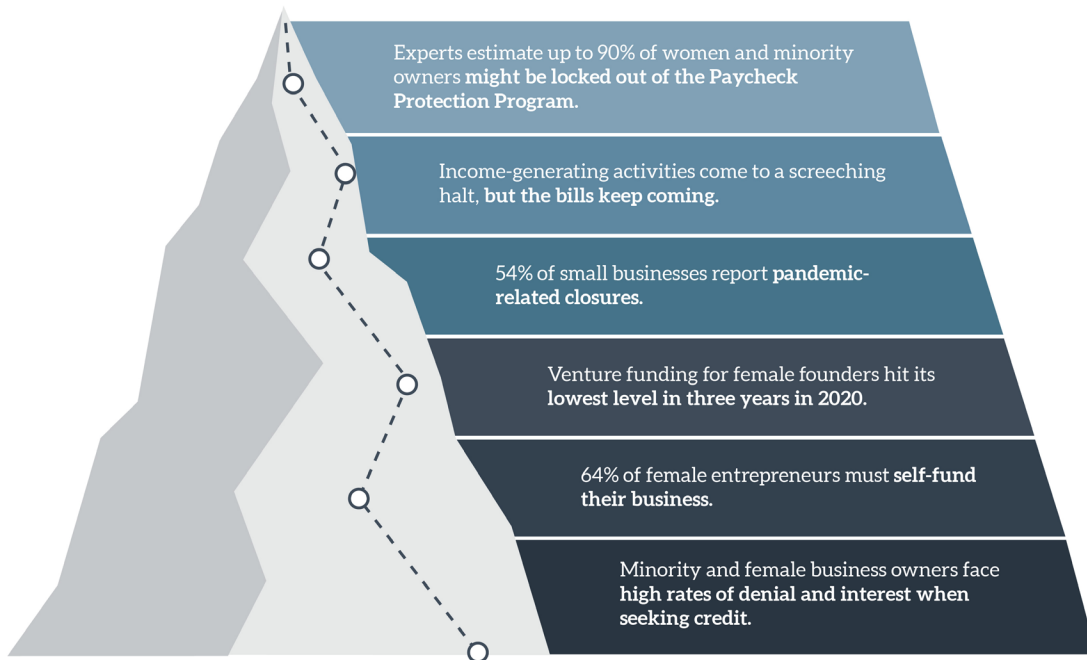 Experts estimate up to 90% of women and minority
owners might be locked out of the Paycheck
Protection Program.
Income-generating activities come to a screeching
halt, but the bills keep coming.
54% of small businesses report pandemic-
related closures.
Venture funding for female founders hit its
lowest level in three years in 2020.
64% of female entrepreneurs must self-fund
their business.
Minority and female business owners face
high rates of denial and interest when
seeking credit.